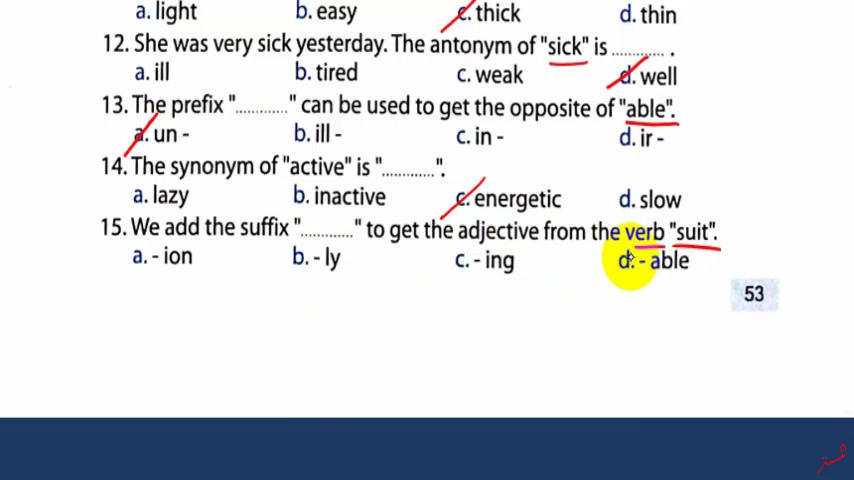 a. light b. easy c. thick d. thin
12. She was very sick yesterday. The antonym of "sick" is ............ .
a. ill b. tired c. weak d. well
13. The prefix "............" can be used to get the opposite of "able".
a. un - b. ill - c. in - d. ir -
14. The synonym of "active" is "............".
a. lazy b. inactive c. energetic d. slow
15. We add the suffix "............" to get the adjective from the verb "suit".
a. - ion b. - ly c. - ing d. - able
53